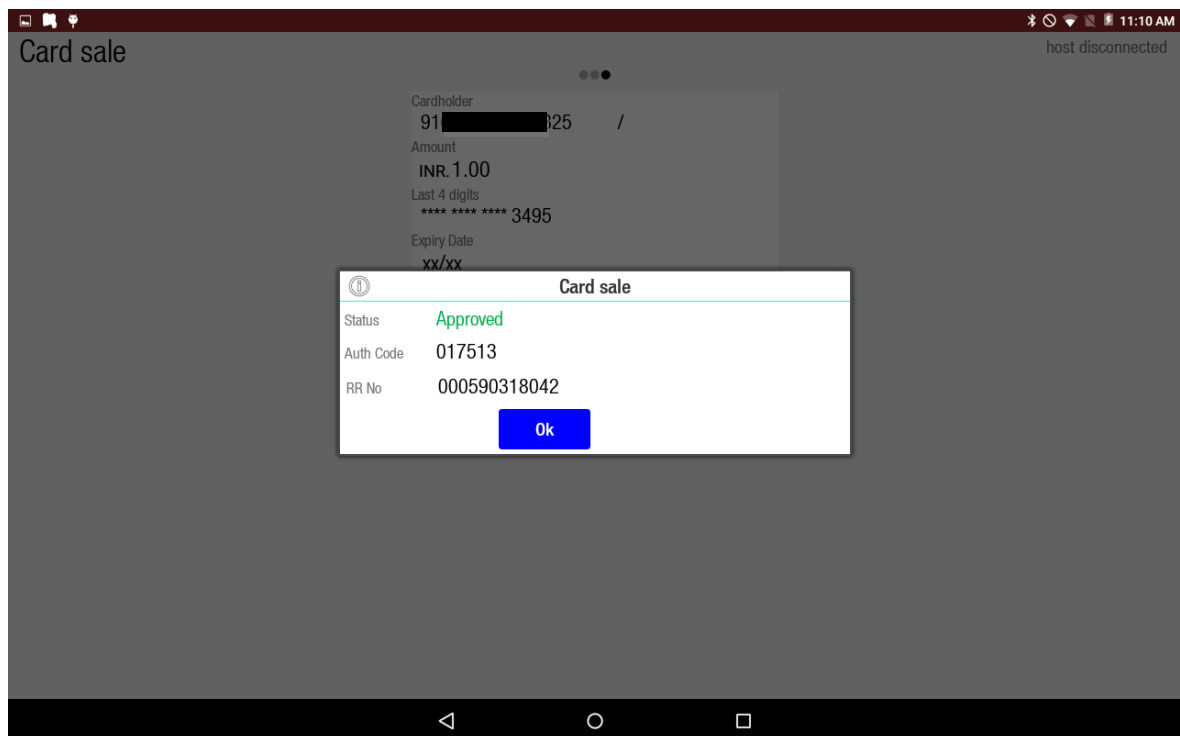 11:10 AM
Card sale
host disconnected
Cardholder
91 325 /
Amount
INR.1.00
Last 4 digits
**** **** **** 3495
Expiry Date
xx/xx
Card sale
Status Approved
Auth Code 017513
RR No 000590318042
Ok